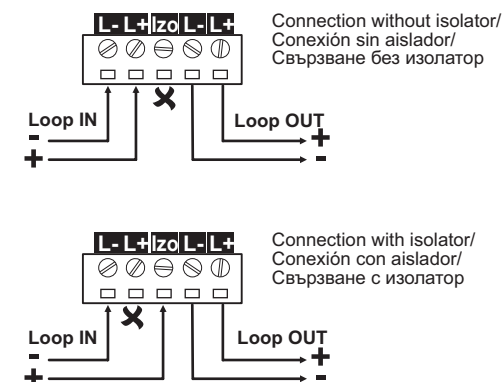 L- L+ Izo L- L+
Connection without isolator/
Conexión sin aislador/
Свързване без изолатор
Loop IN
Loop OUT
- +
+ -
L- L+ Izo L- L+
Connection with isolator/
Conexión con aislador/
Свързване с изолатор
Loop IN
Loop OUT
- +
+ -